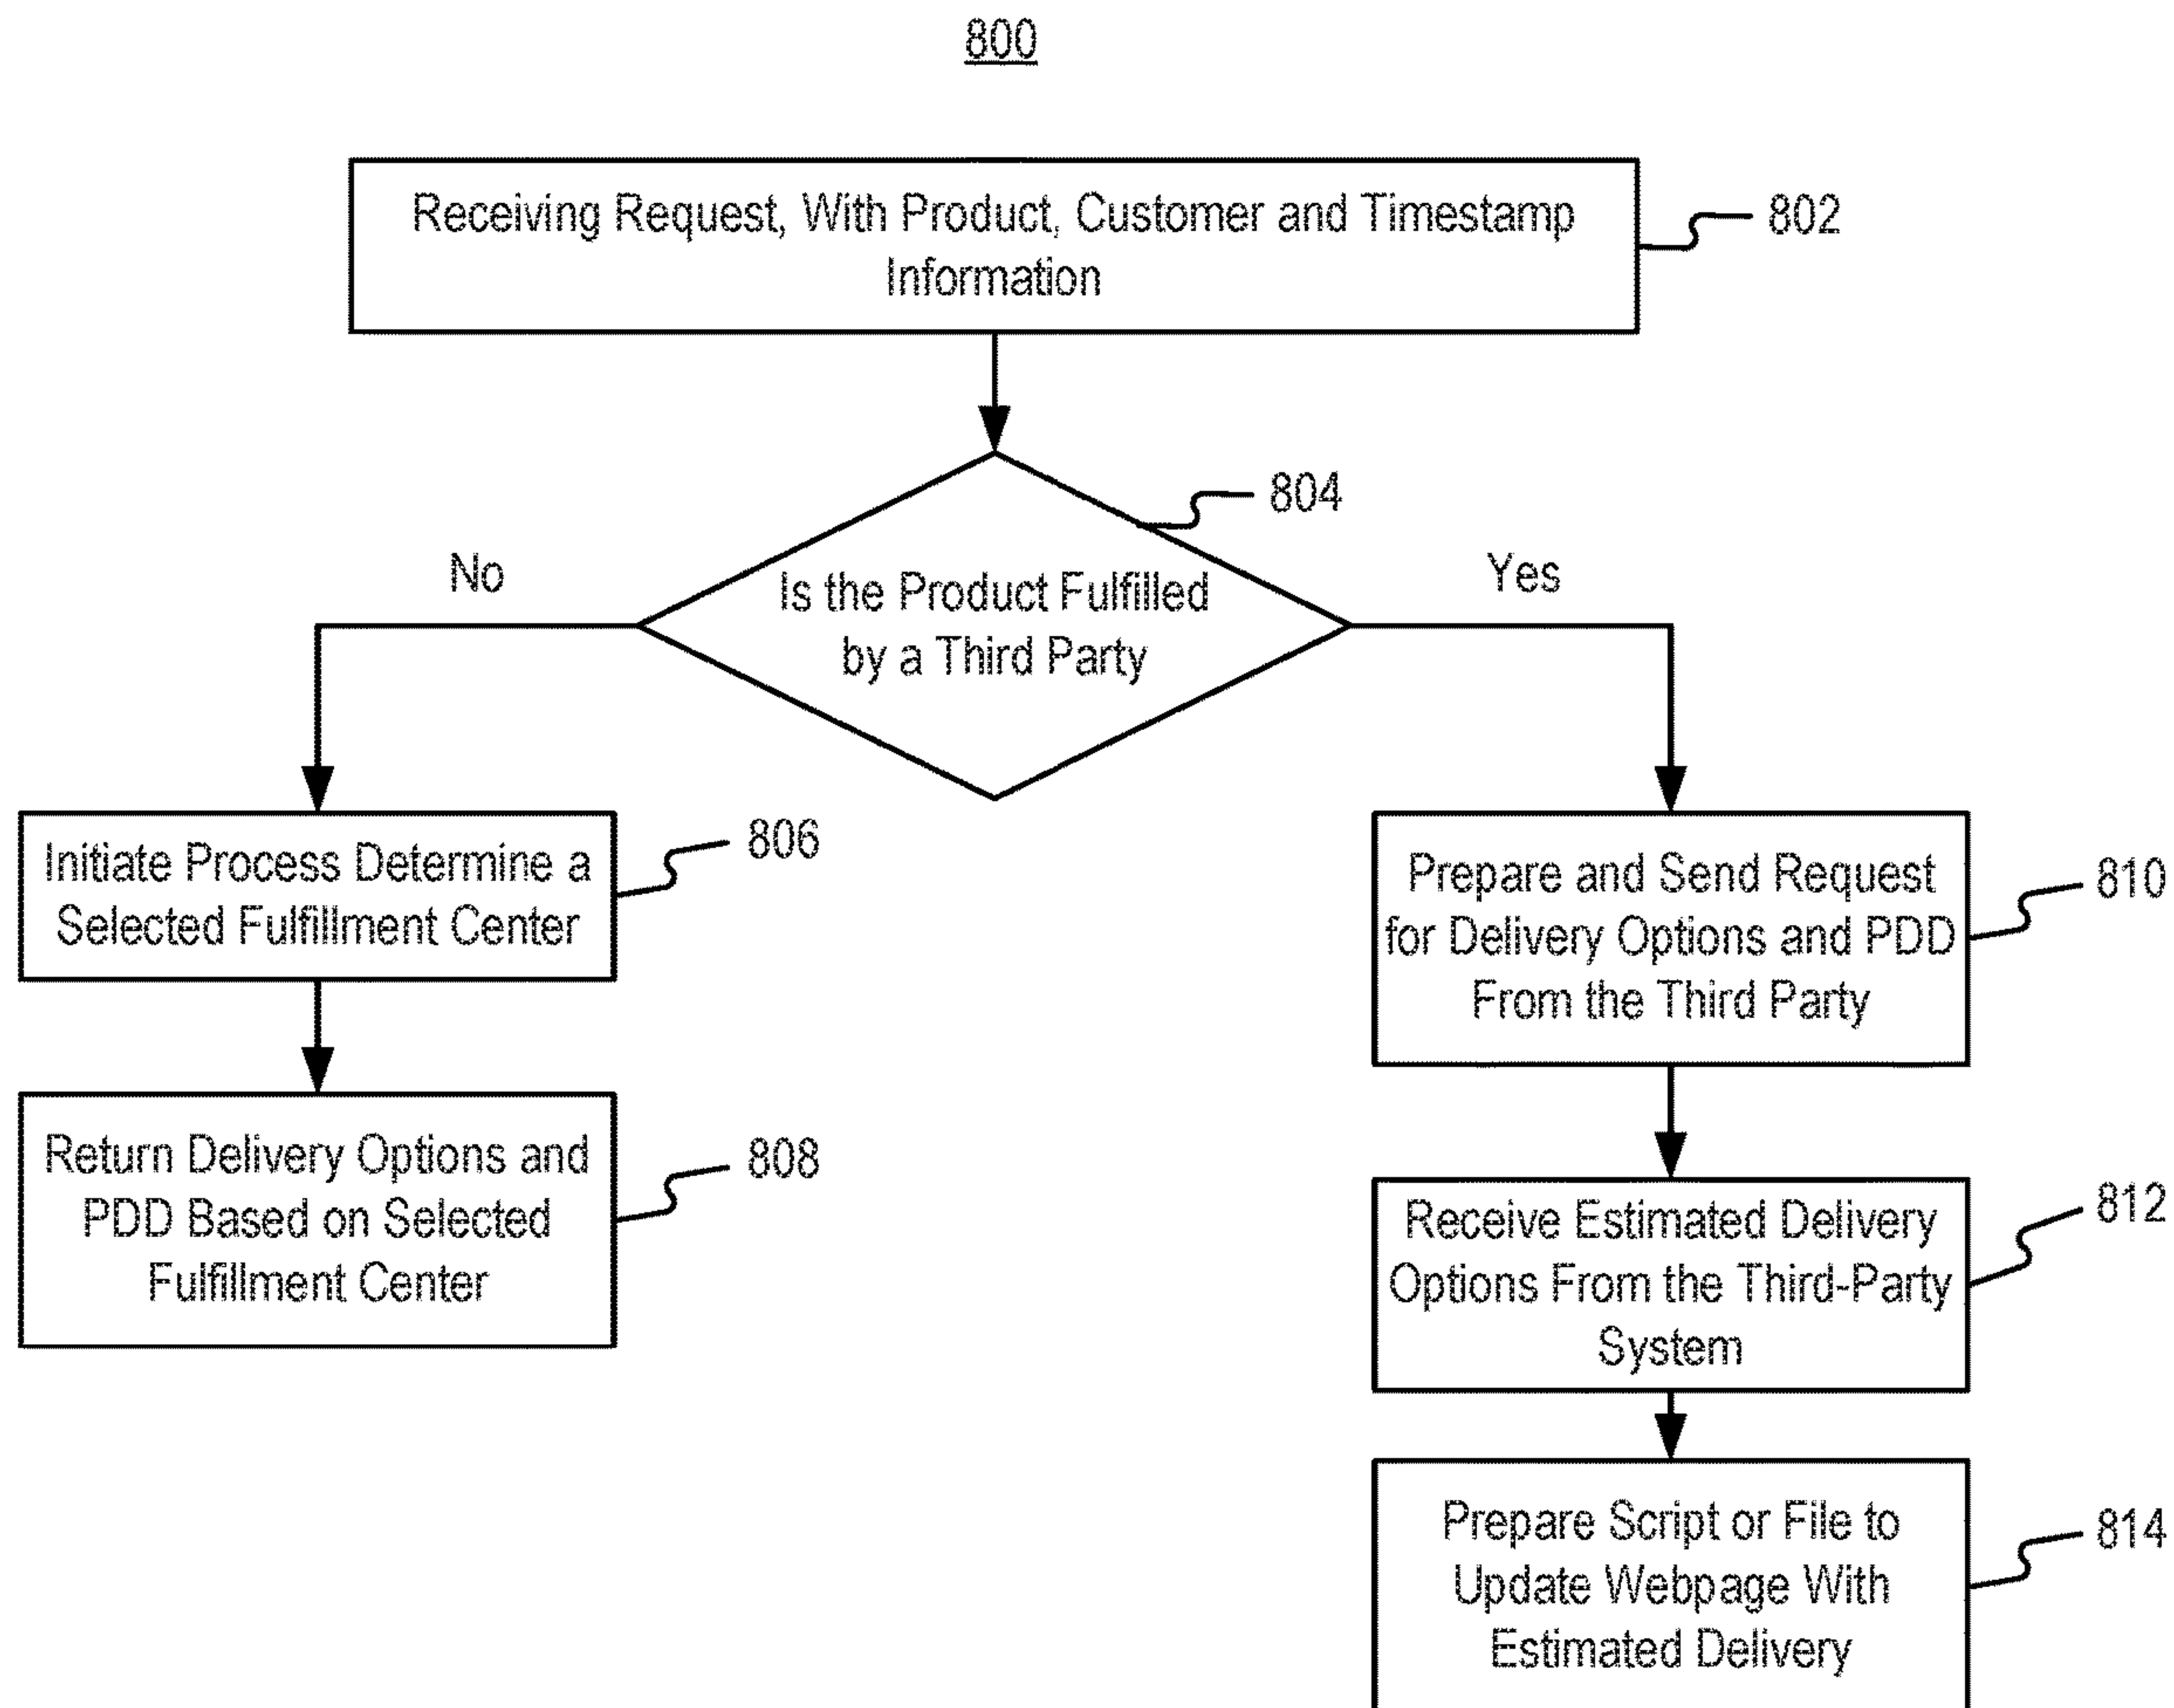 800
Receiving Request, With Product, Customer and Timestamp
Information
802
804
Is the Product Fulfilled
by a Third Party
No
Yes
Initiate Process Determine a
Selected Fulfillment Center
806
Return Delivery Options and
PDD Based on Selected
Fulfillment Center
808
Prepare and Send Request
for Delivery Options and PDD
From the Third Party
810
Receive Estimated Delivery
Options From the Third-Party
System
812
Prepare Script or File to
Update Webpage With
Estimated Delivery
814